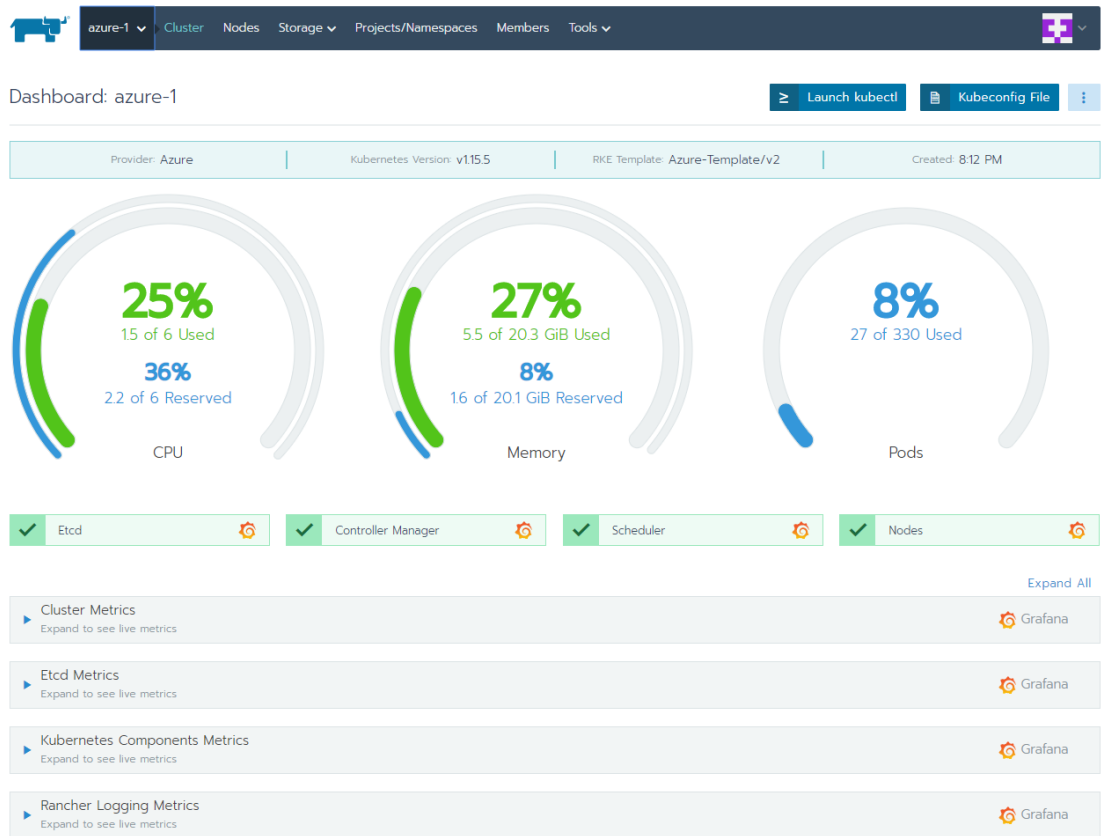 azure-1 Cluster Nodes Storage Projects/Namespaces Members Tools
Dashboard: azure-1
Launch kubectl Kubeconfig File
Provider: Azure Kubernetes Version: v1.15.5 RKE Template: Azure-Template/v2 Created: 8:12 PM
25% 27% 8%
1.5 of 6 Used 5.5 of 20.3 GiB Used 27 of 330 Used
36% 8%
2.2 of 6 Reserved 1.6 of 20.1 GiB Reserved
CPU Memory Pods
Etcd Controller Manager Scheduler Nodes
Expand All
Cluster Metrics
Expand to see live metrics Grafana
Etcd Metrics
Expand to see live metrics Grafana
Kubernetes Components Metrics
Expand to see live metrics Grafana
Rancher Logging Metrics
Expand to see live metrics Grafana